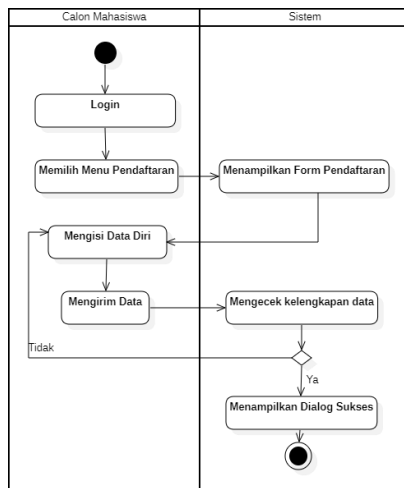 Calon Mahasiswa
Sistem
Login
Memilih Menu Pendaftaran
Menampilkan Form Pendaftaran
Mengisi Data Diri
Mengirim Data
Mengecek kelengkapan data
Tidak
Ya
Menampilkan Dialog Sukses